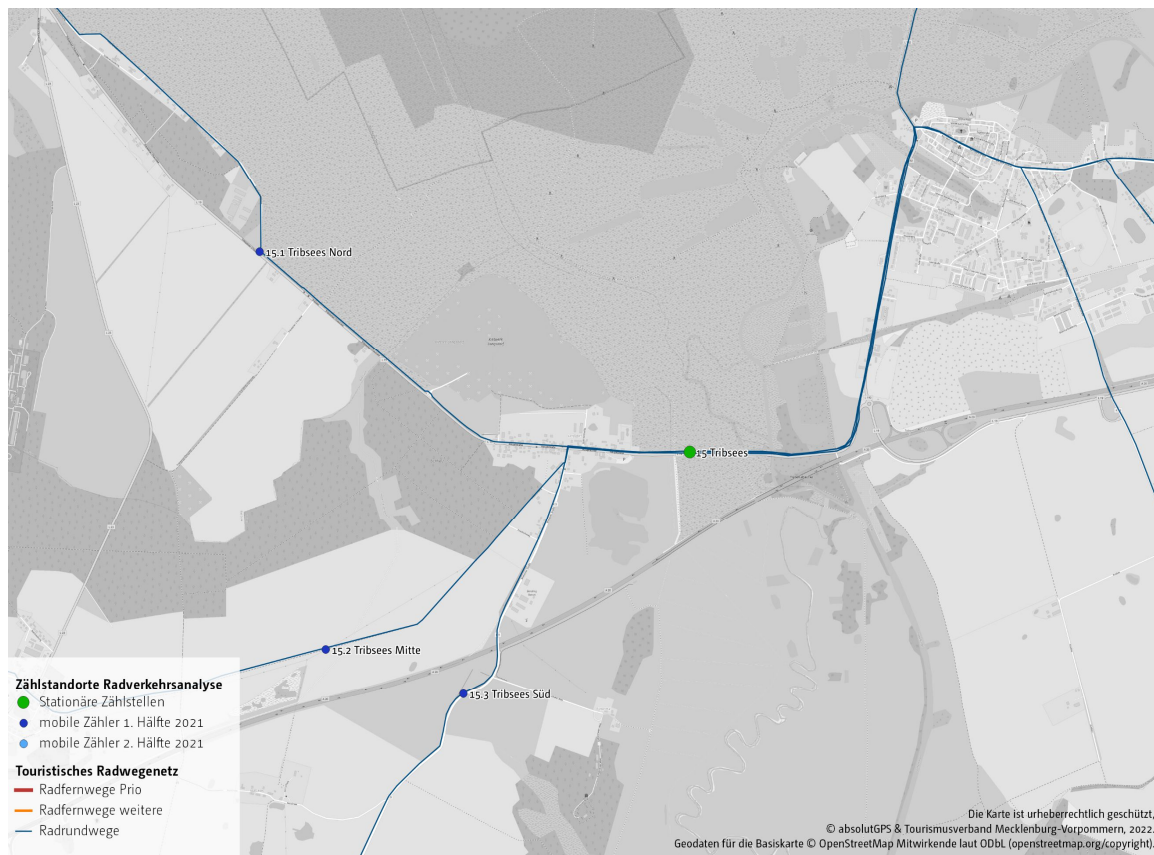 15.1 Tribsees Nord
15 Tribsees
15.2 Tribsees Mitte
15.3 Tribsees Süd
Zählstandorte Radverkehrsanalyse
Stationäre Zählstellen
mobile Zähler 1. Hälfte 2021
mobile Zähler 2. Hälfte 2021
Touristisches Radwegenetz
Radfernwege Prio
Radfernwege weitere
Radrundwege
Die Karte ist urheberrechtlich geschützt,
© absolutGPS & Tourismusverband Mecklenburg-Vorpommern, 2022.
Geodaten für die Basiskarte © OpenStreetMap Mitwirkende laut ODbL (openstreetmap.org/copyright).